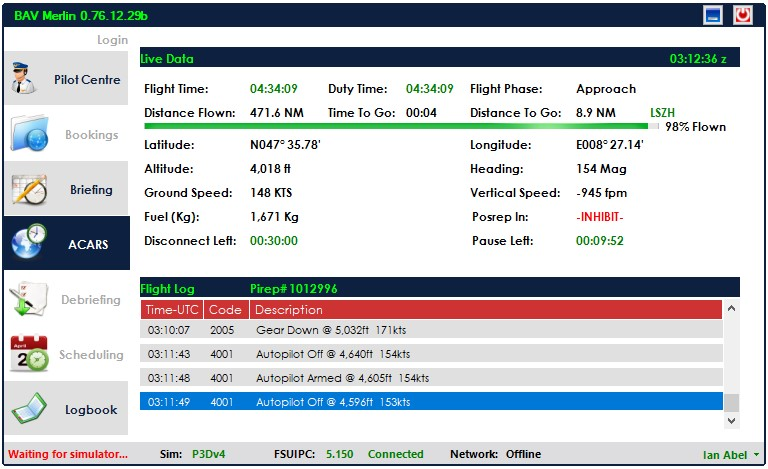 BAV Merlin 0.76.12.29b
Login
Pilot Centre
Bookings
Briefing
ACARS
Debriefing
April
2
Scheduling
Logbook
Live Data 03:12:36 z
Flight Time: 04:34:09 Duty Time: 04:34:09 Flight Phase: Approach
Distance Flown: 471.6 NM Time To Go: 00:04 Distance To Go: 8.9 NM LSZH
98% Flown
Latitude: N047° 35.78' Longitude: E008° 27.14'
Altitude: 4,018 ft Heading: 154 Mag
Ground Speed: 148 KTS Vertical Speed: -945 fpm
Fuel (Kg): 1,671 Kg Posrep In: -INHIBIT-
Disconnect Left: 00:30:00 Pause Left: 00:09:52
Flight Log Pirep# 1012996
Time-UTC Code Description
03:10:07 2005 Gear Down @ 5,032ft 171kts
03:11:43 4001 Autopilot Off @ 4,640ft 154kts
03:11:48 4001 Autopilot Armed @ 4,605ft 154kts
03:11:49 4001 Autopilot Off @ 4,596ft 153kts
Waiting for simulator... Sim: P3Dv4 FSUIPC: 5.150 Connected Network: Offline Ian Abel